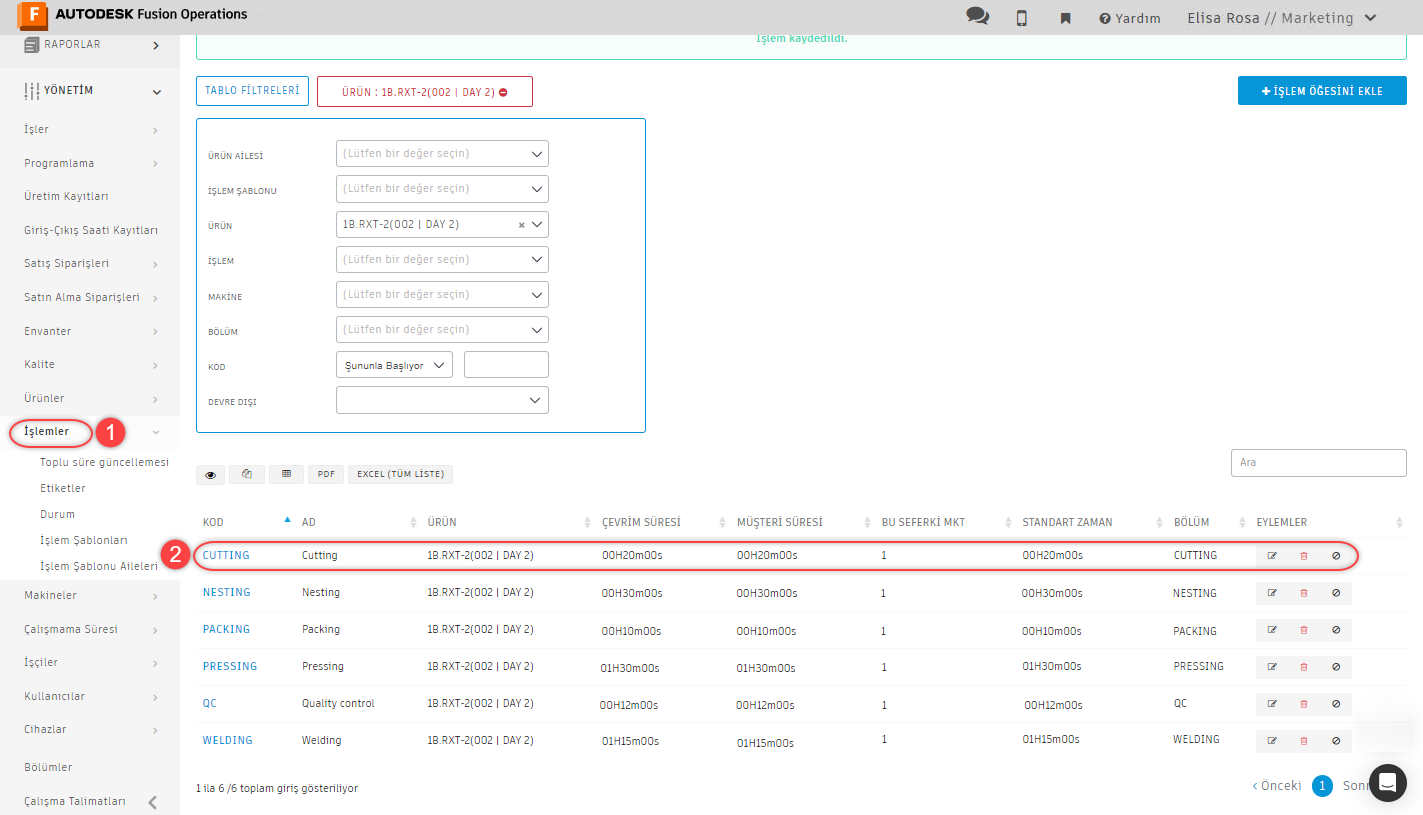 AUTODESK Fusion Operations
Yardım
Elisa Rosa // Marketing
RAPORLAR
YÖNETİM
İşler
Programlama
Üretim Kayıtları
Giriş-Çıkış Saati Kayıtları
Satış Siparişleri
Satın Alma Siparişleri
Envanter
Kalite
Ürünler
İşlemler
1
Toplu süre güncellemesi
Etiketler
Durum
İşlem Şablonları
İşlem Şablonu Aileleri
Makineler
Çalışmama Süresi
İşçiler
Kullanıcılar
Cihazlar
Bölümler
Çalışma Talimatları
İşlem kaydedildi.
TABLO FİLTRELERİ
ÜRÜN : 1B.RXT-2(002 | DAY 2)
İŞLEM ÖĞESİNİ EKLE
ÜRÜN AİLESİ (Lütfen bir değer seçin)
İŞLEM ŞABLONU (Lütfen bir değer seçin)
ÜRÜN 1B.RXT-2(002 | DAY 2)
İŞLEM (Lütfen bir değer seçin)
MAKİNE (Lütfen bir değer seçin)
BÖLÜM (Lütfen bir değer seçin)
KOD Şununla Başlıyor
DEVRE DIŞI
PDF EXCEL (TÜM LİSTE)
Ara
KOD AD ÜRÜN ÇEVRİM SÜRESİ MÜŞTERİ SÜRESİ BU SEFERKİ MKT STANDART ZAMAN BÖLÜM EYLEMLER
2
CUTTING Cutting 1B.RXT-2(002 | DAY 2) 00H20m00s 00H20m00s 1 00H20m00s CUTTING
NESTING Nesting 1B.RXT-2(002 | DAY 2) 00H30m00s 00H30m00s 1 00H30m00s NESTING
PACKING Packing 1B.RXT-2(002 | DAY 2) 00H10m00s 00H10m00s 1 00H10m00s PACKING
PRESSING Pressing 1B.RXT-2(002 | DAY 2) 01H30m00s 01H30m00s 1 01H30m00s PRESSING
QC Quality control 1B.RXT-2(002 | DAY 2) 00H12m00s 00H12m00s 1 00H12m00s QC
WELDING Welding 1B.RXT-2(002 | DAY 2) 01H15m00s 01H15m00s 1 01H15m00s WELDING
1 ila 6 /6 toplam giriş gösteriliyor
Önceki 1